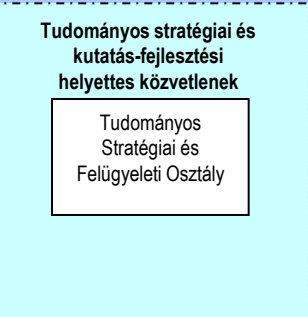 Tudományos stratégiai és
kutatás-fejlesztési
helyettes közvetlenek
Tudományos
Stratégiai és
Felügyeleti Osztály